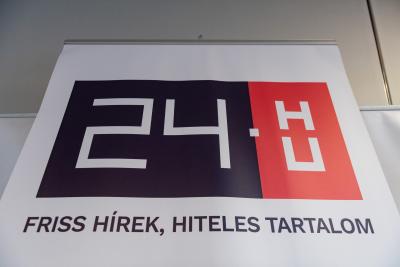 24.HU
FRISS HÍREK, HITELES TARTALOM